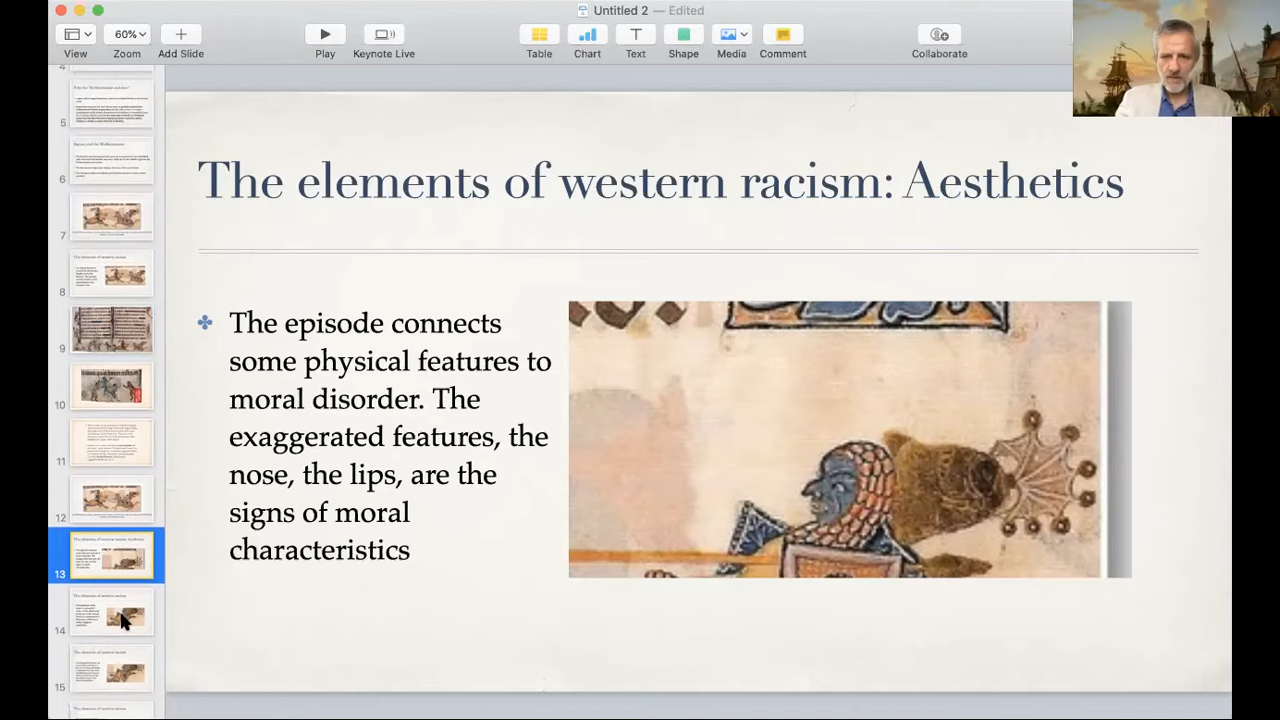 Untitled 2 — Edited
60%
View
Zoom
Add Slide
Play
Keynote Live
Table
Chart
Text
Shape
Media
Comment
Collaborate
4
5
6
7
8
9
10
11
12
13
14
15
The elements of western racism: Aesthetics
The episode connects
some physical features to
moral disorder. The
exaggerated features, the
nose, the lips, are the
signs of moral
characteristics